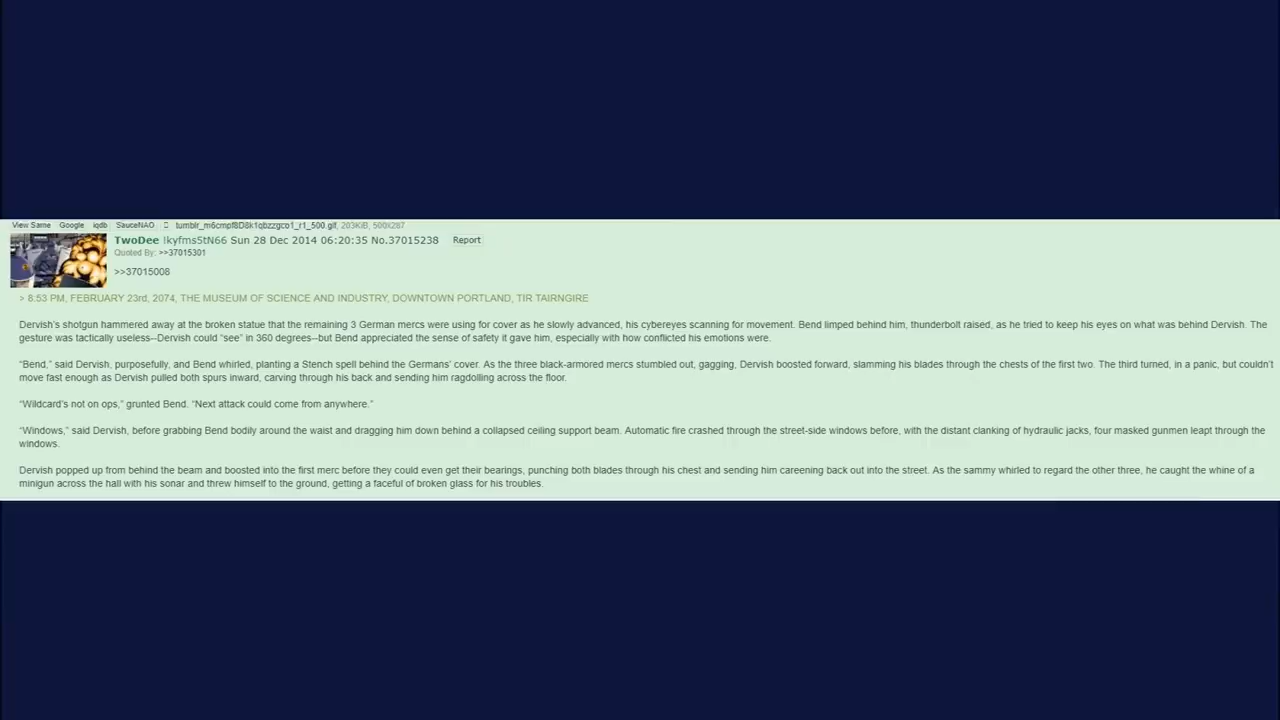 View Same Google iqdb SauceNAO tumblr_m6cmpf8D8k1qbzzgco1_r1_500.gif, 203KiB, 500x287
TwoDee !kyfms5tN66 Sun 28 Dec 2014 06:20:35 No.37015238 Report
Quoted By: >>37015301
>>37015008
> 8:53 PM, FEBRUARY 23rd, 2074, THE MUSEUM OF SCIENCE AND INDUSTRY, DOWNTOWN PORTLAND, TIR TAIRNGIRE
Dervish's shotgun hammered away at the broken statue that the remaining 3 German mercs were using for cover as he slowly advanced, his cybereyes scanning for movement. Bend limped behind him, thunderbolt raised, as he tried to keep his eyes on what was behind Dervish. The
gesture was tactically useless--Dervish could “see” in 360 degrees--but Bend appreciated the sense of safety it gave him, especially with how conflicted his emotions were.
“Bend,” said Dervish, purposefully, and Bend whirled, planting a Stench spell behind the Germans' cover. As the three black-armored mercs stumbled out, gagging, Dervish boosted forward, slamming his blades through the chests of the first two. The third turned, in a panic, but couldn't
move fast enough as Dervish pulled both spurs inward, carving through his back and sending him ragdolling across the floor.
“Wildcard's not on ops,” grunted Bend. “Next attack could come from anywhere.”
“Windows,” said Dervish, before grabbing Bend bodily around the waist and dragging him down behind a collapsed ceiling support beam. Automatic fire crashed through the street-side windows before, with the distant clanking of hydraulic jacks, four masked gunmen leapt through the
windows.
Dervish popped up from behind the beam and boosted into the first merc before they could even get their bearings, punching both blades through his chest and sending him careening back out into the street. As the sammy whirled to regard the other three, he caught the whine of a
minigun across the hall with his sonar and threw himself to the ground, getting a faceful of broken glass for his troubles.